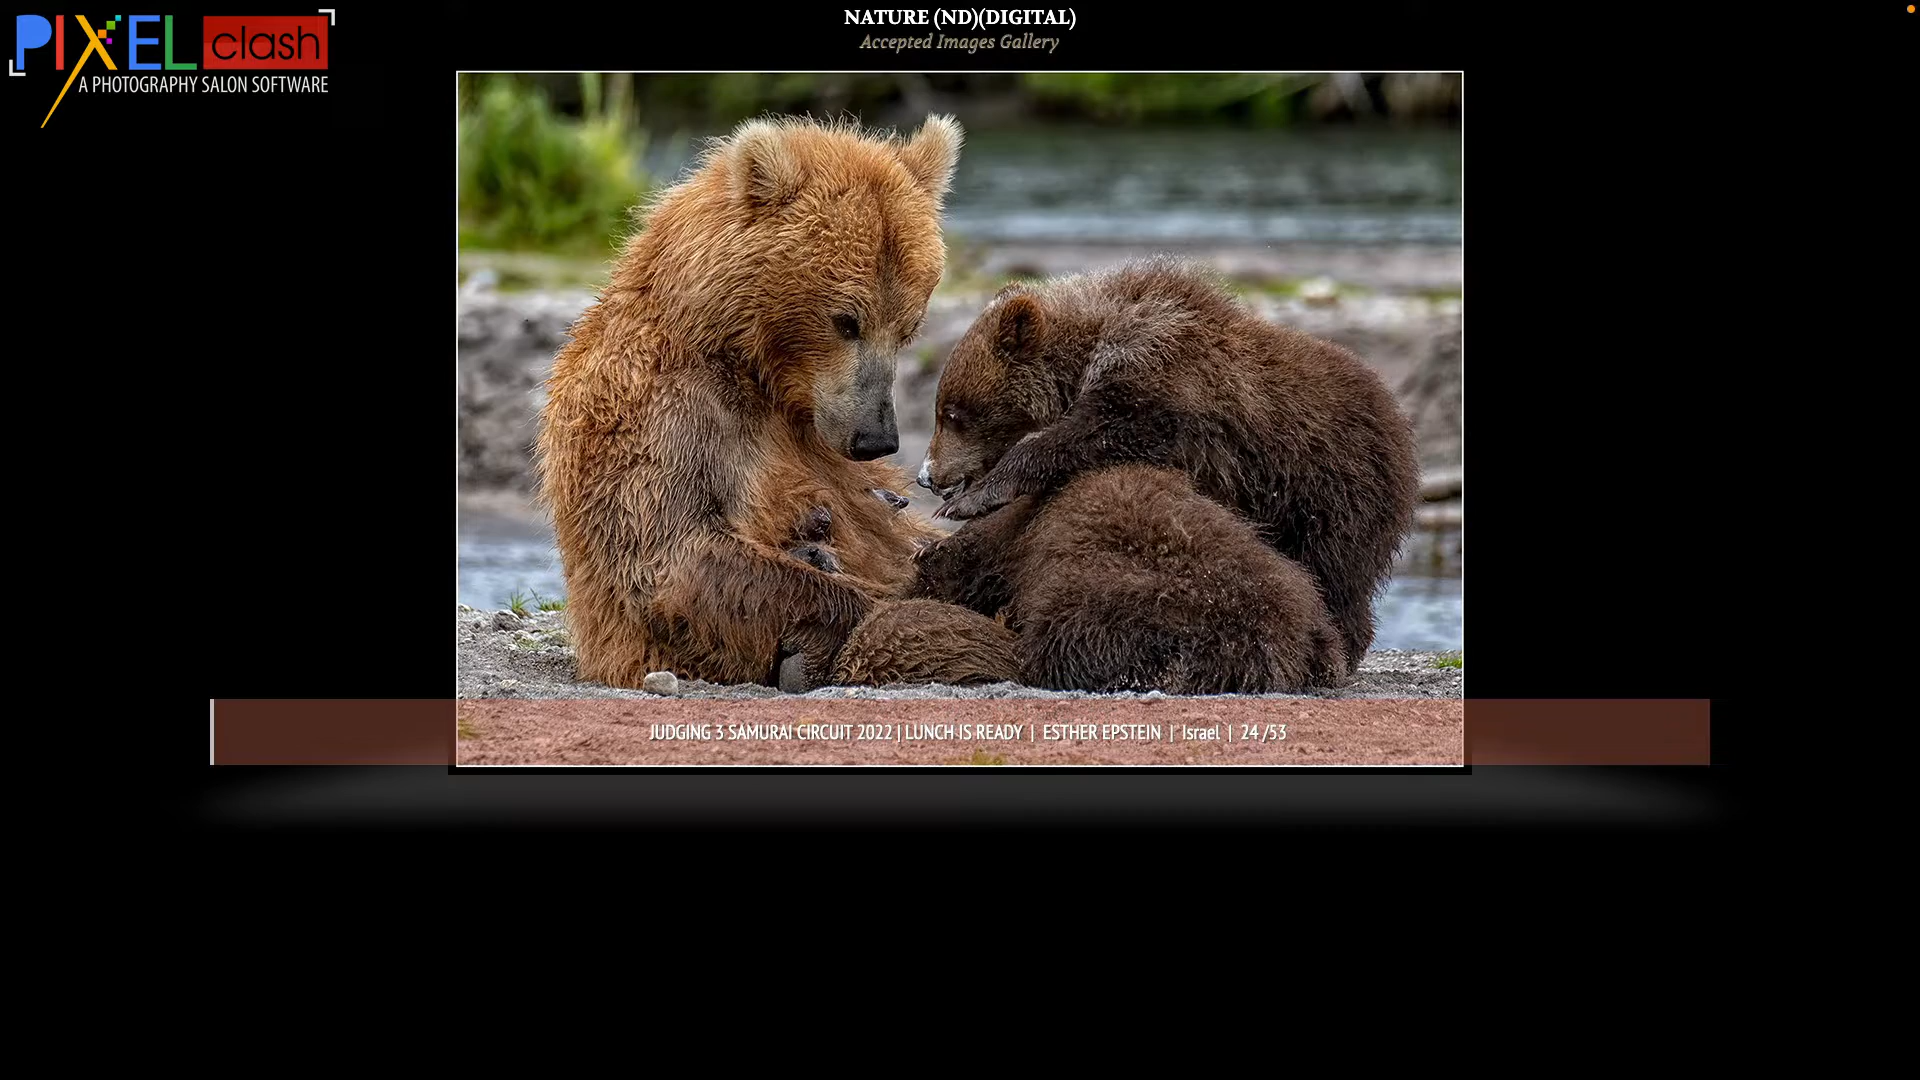 PIXEL clash
A PHOTOGRAPHY SALON SOFTWARE
NATURE (ND)(DIGITAL)
Accepted Images Gallery
JUDGING 3 SAMURAI CIRCUIT 2022 | LUNCH IS READY | ESTHER EPSTEIN | Israel | 24 /53